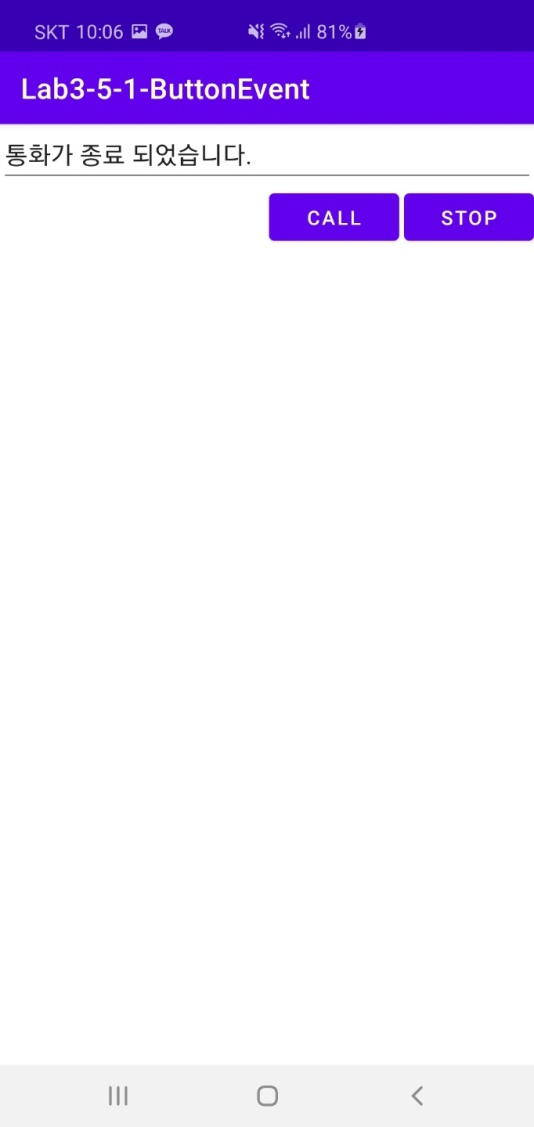 SKT 10:06 TALK 81%
Lab3-5-1-ButtonEvent
통화가 종료 되었습니다.
CALL STOP